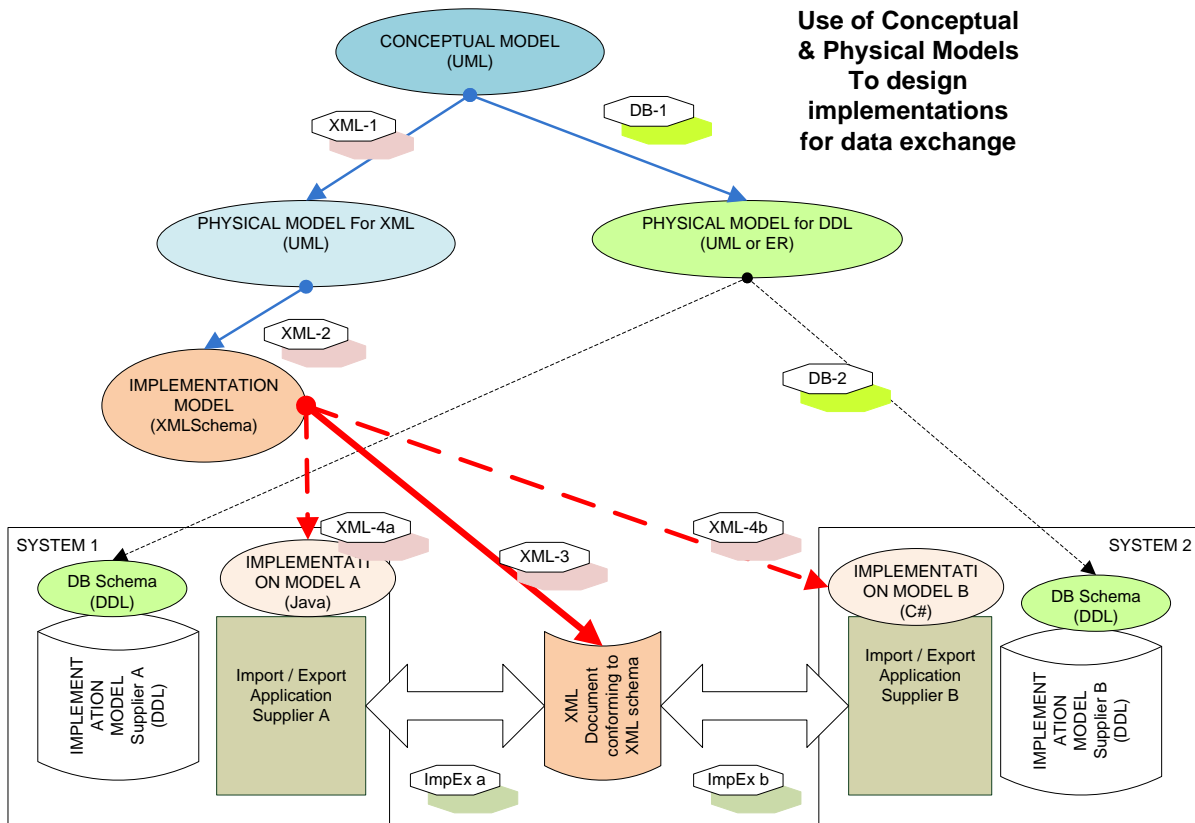 Use of Conceptual
& Physical Models
To design
implementations
for data exchange
CONCEPTUAL MODEL
(UML)
XML-1
DB-1
PHYSICAL MODEL For XML
(UML)
PHYSICAL MODEL for DDL
(UML or ER)
XML-2
DB-2
IMPLEMENTATION
MODEL
(XMLSchema)
SYSTEM 1
XML-4a
XML-3
XML-4b
SYSTEM 2
DB Schema
(DDL)
IMPLEMENTATI
ON MODEL A
(Java)
IMPLEMENTATI
ON MODEL B
(C#)
DB Schema
(DDL)
IMPLEMENT
ATION
MODEL
Supplier A
(DDL)
Import / Export
Application
Supplier A
XML
Document
conforming to
XML schema
Import / Export
Application
Supplier B
IMPLEMENT
ATION
MODEL
Supplier B
(DDL)
ImpEx a
ImpEx b